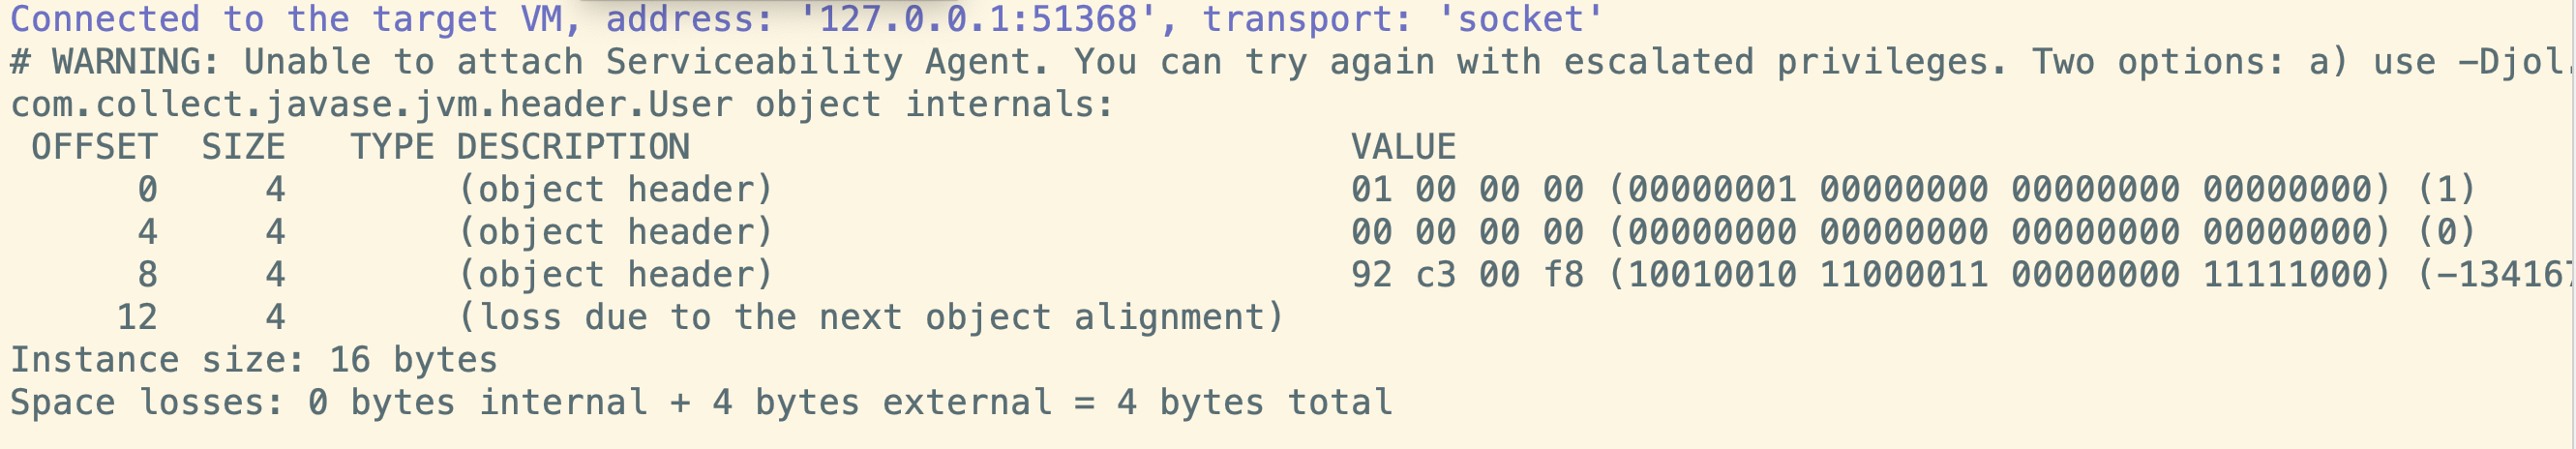 Connected to the target VM, address: '127.0.0.1:51368', transport: 'socket'
# WARNING: Unable to attach Serviceability Agent. You can try again with escalated privileges. Two options: a) use -Djol.
com.collect.javase.jvm.header.User object internals:
 OFFSET  SIZE   TYPE DESCRIPTION                               VALUE
      0     4        (object header)                           01 00 00 00 (00000001 00000000 00000000 00000000) (1)
      4     4        (object header)                           00 00 00 00 (00000000 00000000 00000000 00000000) (0)
      8     4        (object header)                           92 c3 00 f8 (10010010 11000011 00000000 11111000) (-134167
     12     4        (loss due to the next object alignment)
Instance size: 16 bytes
Space losses: 0 bytes internal + 4 bytes external = 4 bytes total